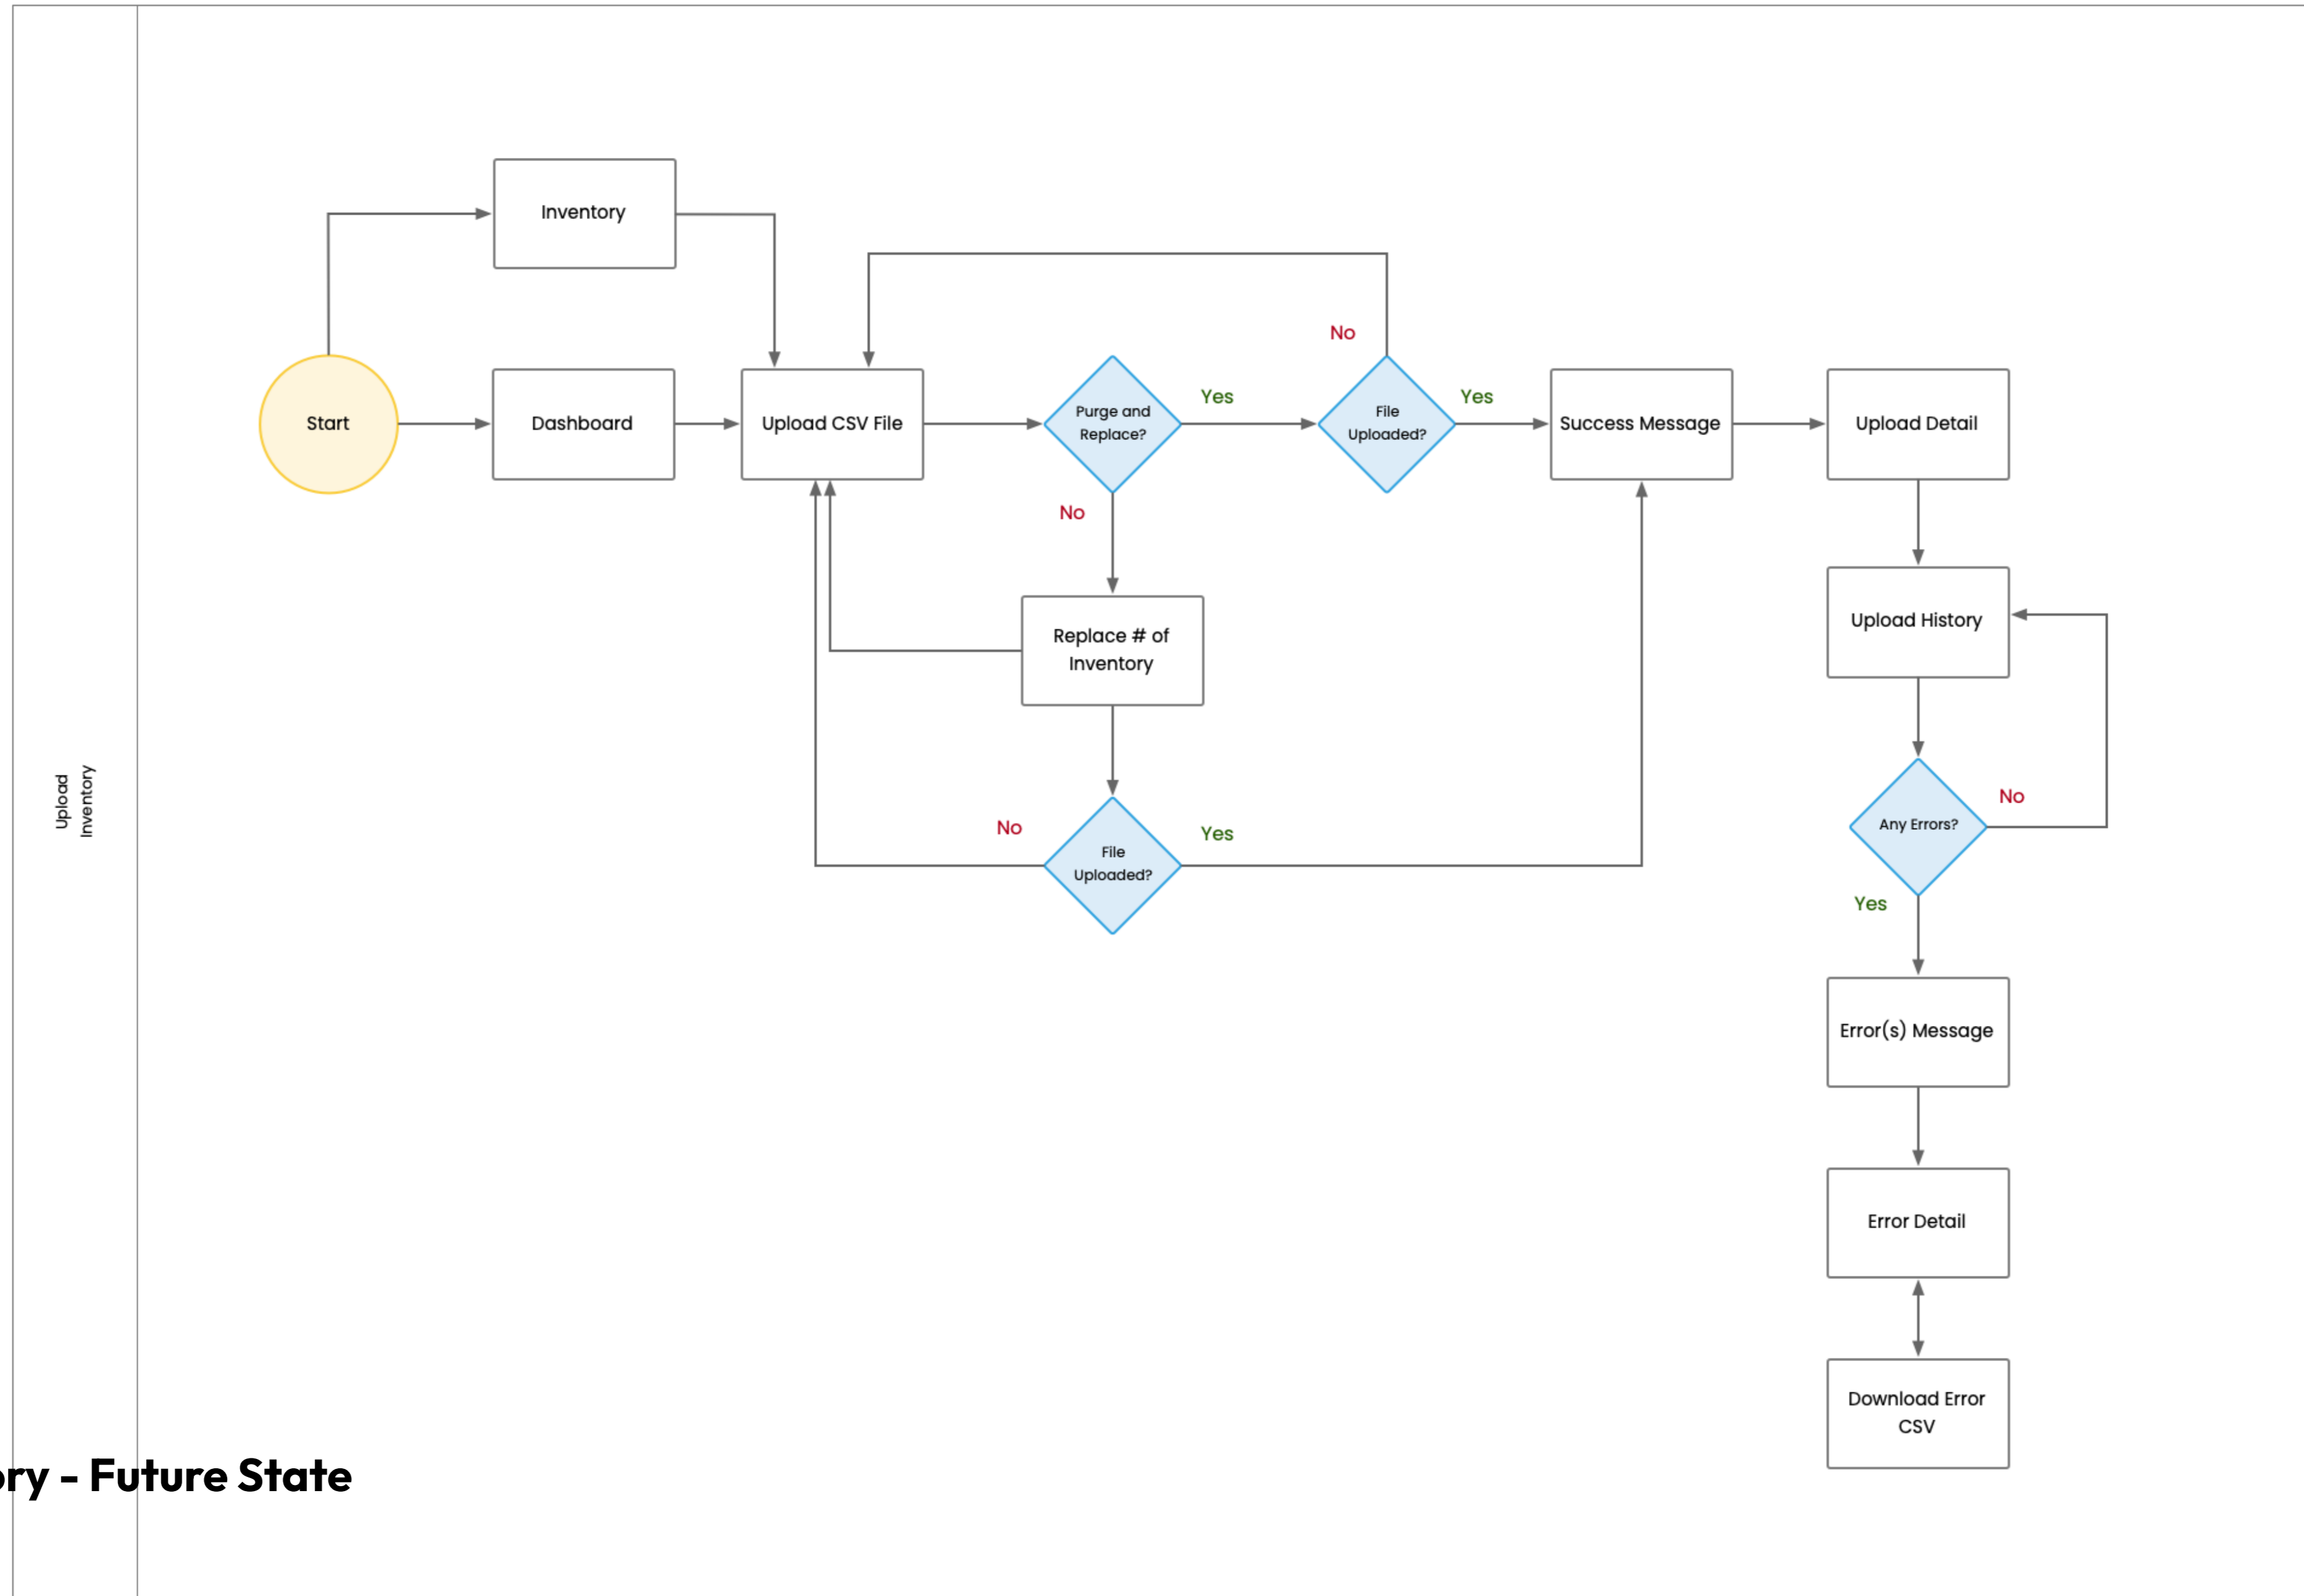 Inventory
No
Start
Dashboard
Upload CSV File
Purge and
Replace?
Yes
File
Uploaded?
Yes
Success Message
Upload Detail
No
Replace # of
Inventory
Upload History
Upload
Inventory
No
File
Uploaded?
Yes
Any Errors?
No
Yes
Error(s) Message
Error Detail
Download Error
CSV
ry - Future State